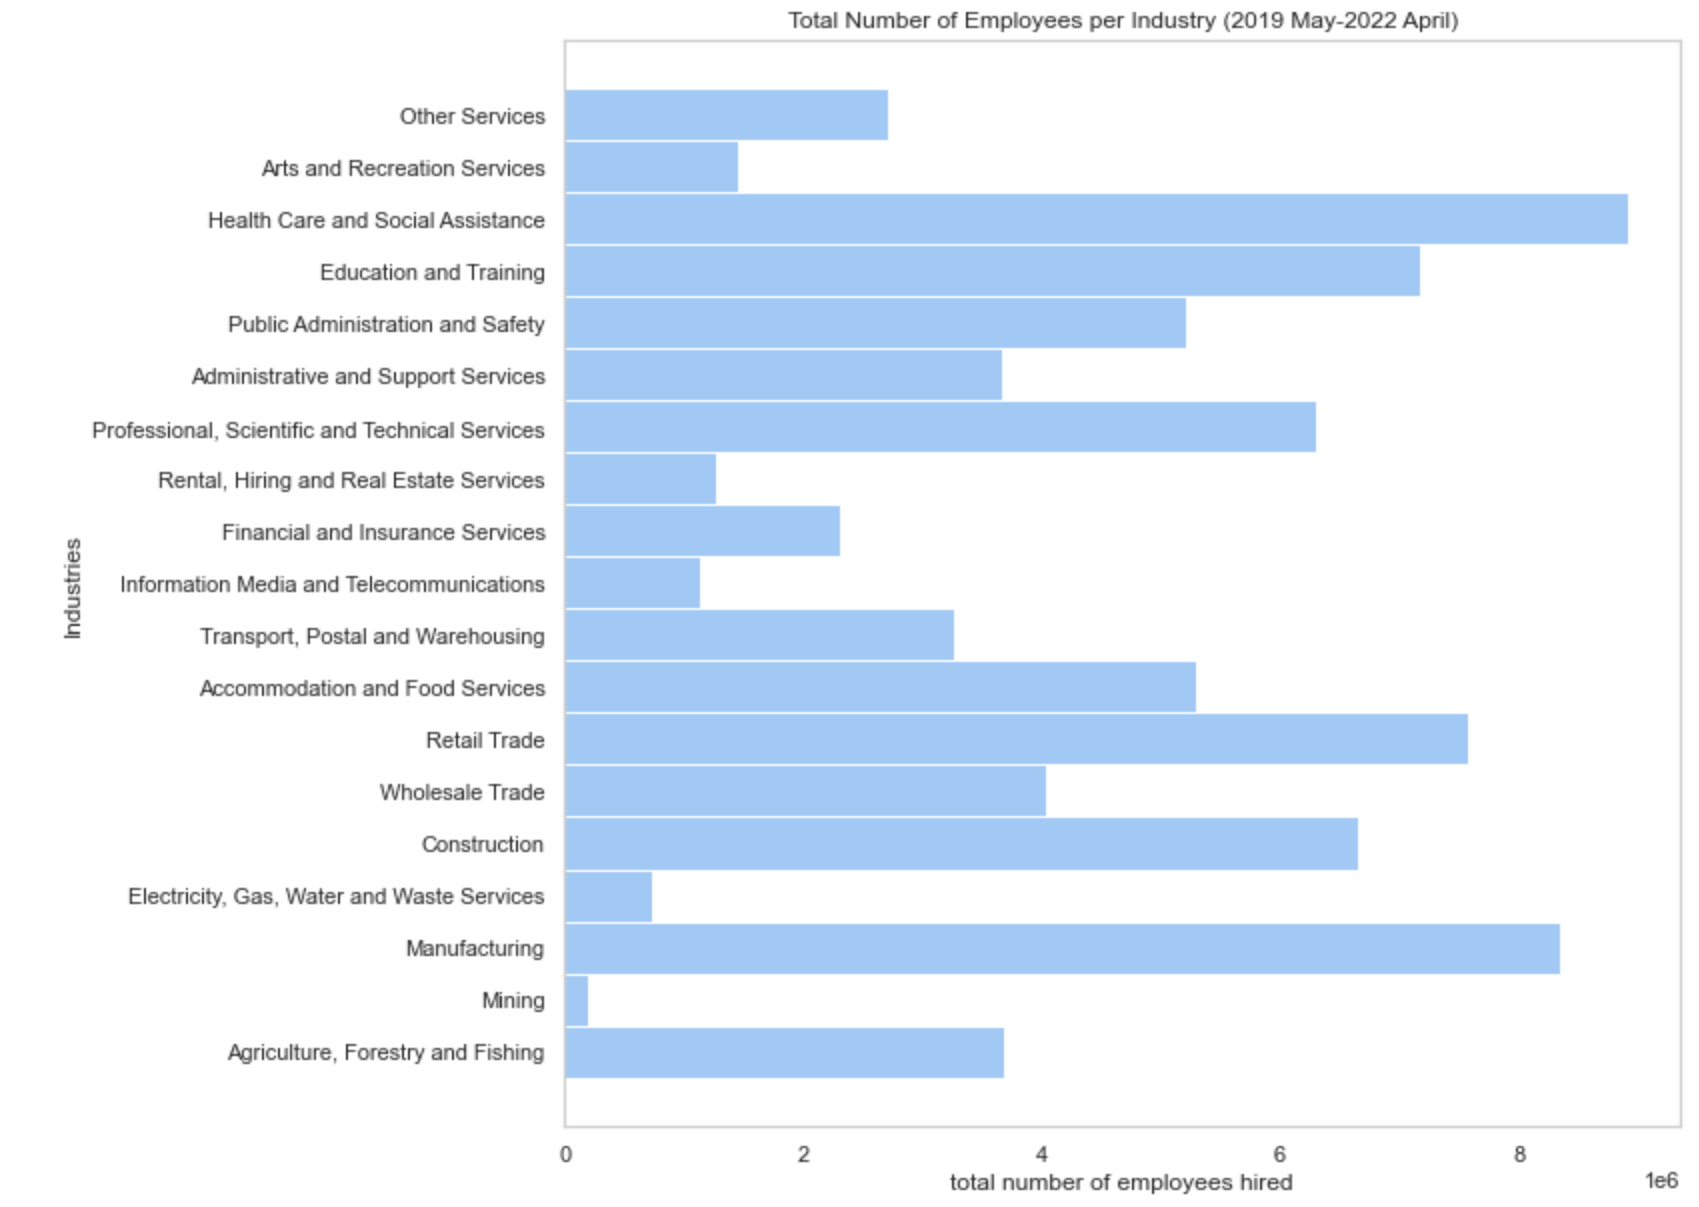 Total Number of Employees per Industry (2019 May-2022 April)
Other Services
Arts and Recreation Services
Health Care and Social Assistance
Education and Training
Public Administration and Safety
Administrative and Support Services
Professional, Scientific and Technical Services
Rental, Hiring and Real Estate Services
Financial and Insurance Services
Information Media and Telecommunications
Transport, Postal and Warehousing
Accommodation and Food Services
Retail Trade
Wholesale Trade
Construction
Electricity, Gas, Water and Waste Services
Manufacturing
Mining
Agriculture, Forestry and Fishing
Industries
0 2 4 6 8
total number of employees hired
1e6